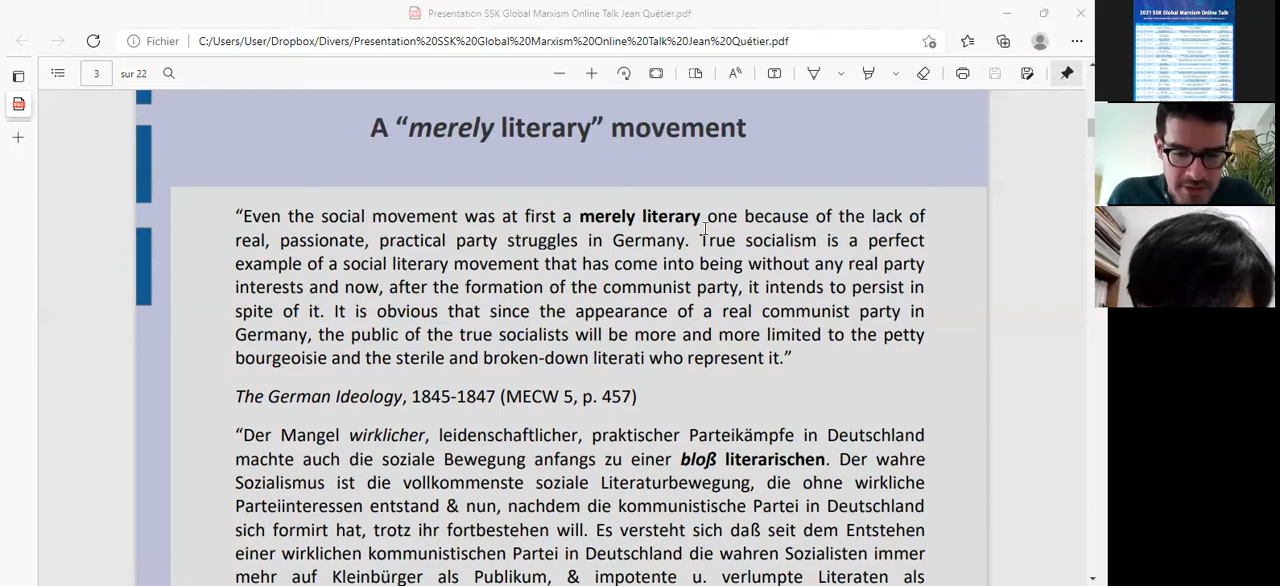 Presentation SSK Global Marxism Online Talk Jean Quétier.pdf
Fichier
C:/Users/User/Dropbox/Divers/Presentation%20SSK%20
Marxism%20Online%20Talk%20Jean%20Quétier.pdf
3 sur 22
A “merely literary” movement
“Even the social movement was at first a merely literary one because of the lack of
real, passionate, practical party struggles in Germany. True socialism is a perfect
example of a social literary movement that has come into being without any real party
interests and now, after the formation of the communist party, it intends to persist in
spite of it. It is obvious that since the appearance of a real communist party in
Germany, the public of the true socialists will be more and more limited to the petty
bourgeoisie and the sterile and broken-down literati who represent it.”
The German Ideology, 1845-1847 (MECW 5, p. 457)
“Der Mangel wirklicher, leidenschaftlicher, praktischer Parteikämpfe in Deutschland
machte auch die soziale Bewegung anfangs zu einer bloß literarischen. Der wahre
Sozialismus ist die vollkommenste soziale Literaturbewegung, die ohne wirkliche
Parteiinteressen entstand & nun, nachdem die kommunistische Partei in Deutschland
sich formirt hat, trotz ihr fortbestehen will. Es versteht sich daß seit dem Entstehen
einer wirklichen kommunistischen Partei in Deutschland die wahren Sozialisten immer
mehr auf Kleinbürger als Publikum, & impotente u. verlumpte Literaten als
2021 SSK Global Marxism Online Talk